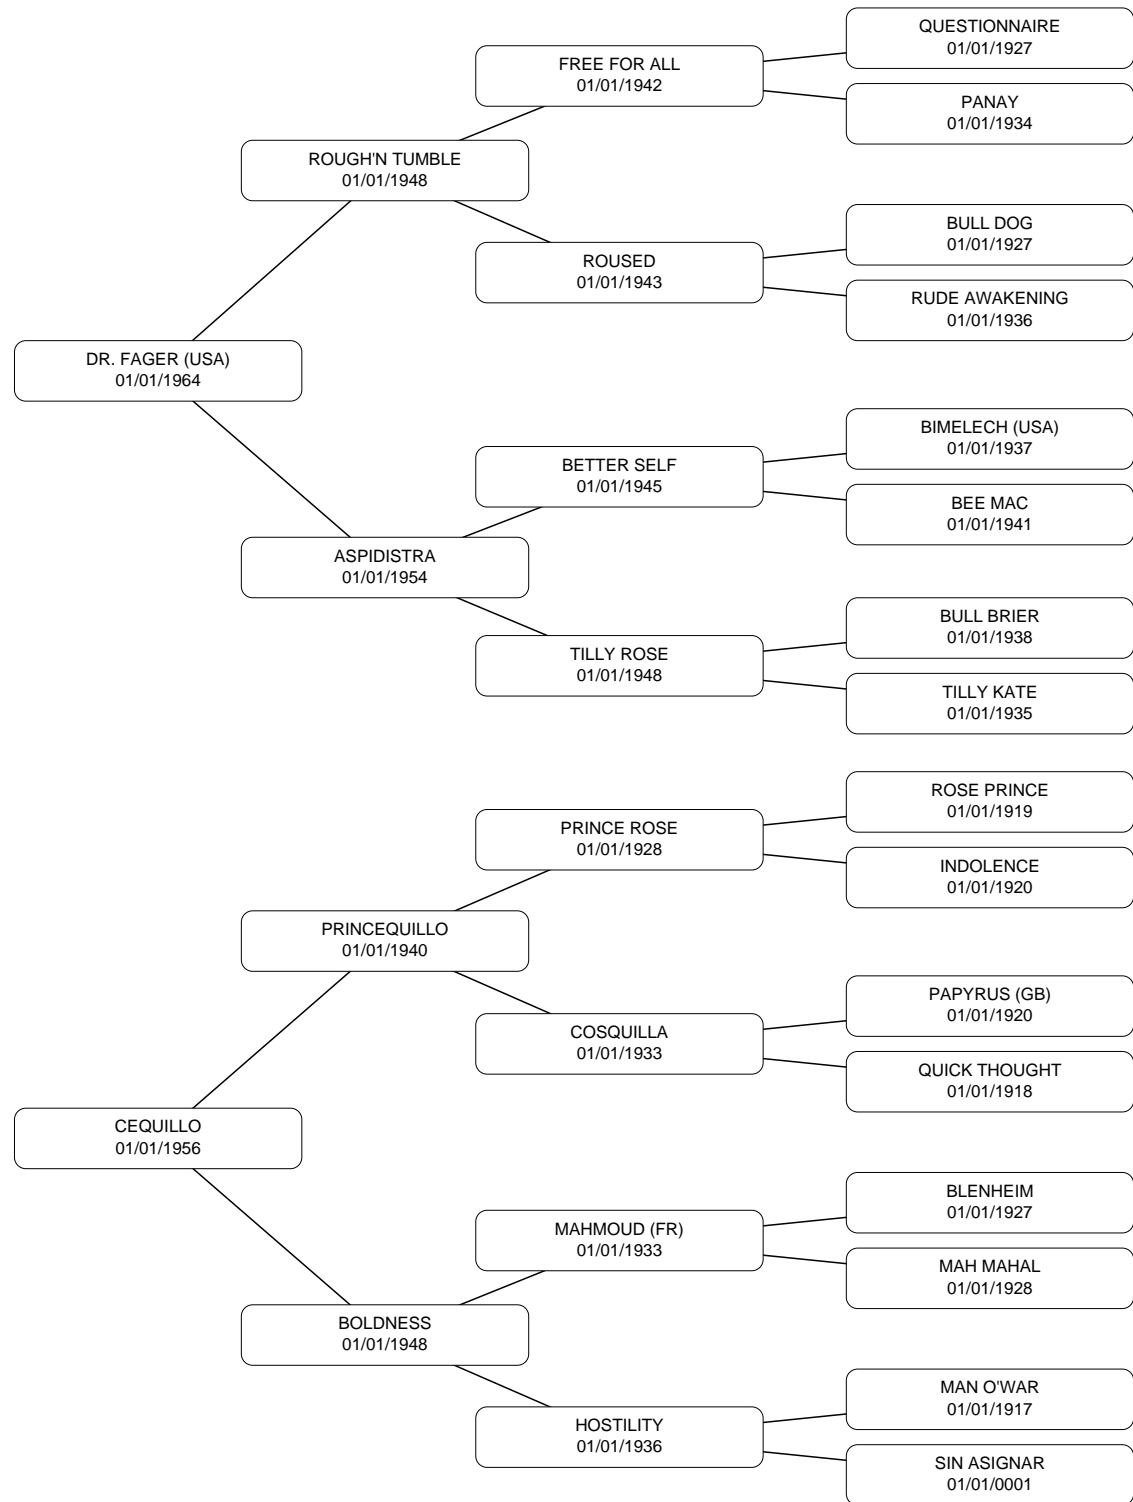 QUESTIONNAIRE
01/01/1927
FREE FOR ALL
01/01/1942
PANAY
01/01/1934
ROUGH'N TUMBLE
01/01/1948
BULL DOG
01/01/1927
ROUSED
01/01/1943
RUDE AWAKENING
01/01/1936
DR. FAGER (USA)
01/01/1964
BIMELECH (USA)
01/01/1937
BETTER SELF
01/01/1945
BEE MAC
01/01/1941
ASPIDISTRA
01/01/1954
BULL BRIER
01/01/1938
TILLY ROSE
01/01/1948
TILLY KATE
01/01/1935
ROSE PRINCE
01/01/1919
PRINCE ROSE
01/01/1928
INDOLENCE
01/01/1920
PRINCEQUILLO
01/01/1940
PAPYRUS (GB)
01/01/1920
COSQUILLA
01/01/1933
QUICK THOUGHT
01/01/1918
CEQUILLO
01/01/1956
BLENHEIM
01/01/1927
MAHMOUD (FR)
01/01/1933
MAH MAHAL
01/01/1928
BOLDNESS
01/01/1948
MAN O'WAR
01/01/1917
HOSTILITY
01/01/1936
SIN ASIGNAR
01/01/0001